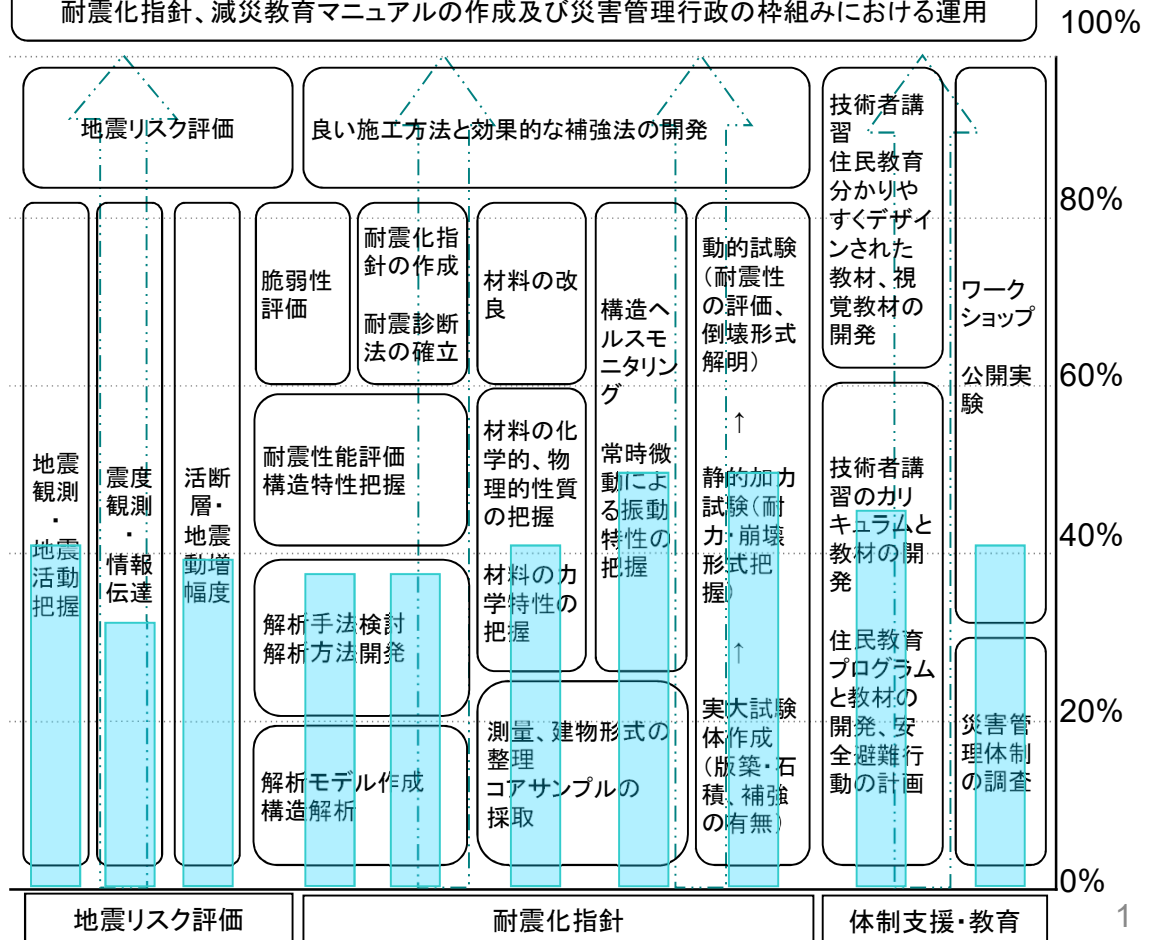 耐震化指針、減災教育マニュアルの作成及び災害管理行政の枠組みにおける運用
100%
地震リスク評価
良い施工方法と効果的な補強法の開発
技術者講
習
住民教育
分かりや
すくデザイ
ンされた
教材、視
覚教材の
開発
80%
脆弱性
評価
耐震化指
針の作成
耐震診断
法の確立
材料の改
良
構造ヘ
ルスモ
ニタリン
グ
常時微
動によ
る振動
特性の
把握
動的試験
（耐震性
の評価、
倒壊形式
解明）
↑
静的加力
試験（耐
力・崩壊
形式把
握）
↑
実大試験
体作成
（版築・石
積、補強
の有無）
ワーク
ショップ
公開実
験
60%
地震
観測
・
地震
活動
把握
震度
観測
・
情報
伝達
活断
層・
地震
動増
幅度
耐震性能評価
構造特性把握
材料の化
学的、物
理的性質
の把握
材料の力
学特性の
把握
技術者講
習のカリ
キュラムと
教材の開
発
住民教育
プログラム
と教材の
開発、安
全避難行
動の計画
40%
解析手法検討
解析方法開発
20%
解析モデル作成
構造解析
測量、建物形式の
整理
コアサンプルの
採取
災害管
理体制
の調査
0%
地震リスク評価
耐震化指針
体制支援・教育
1